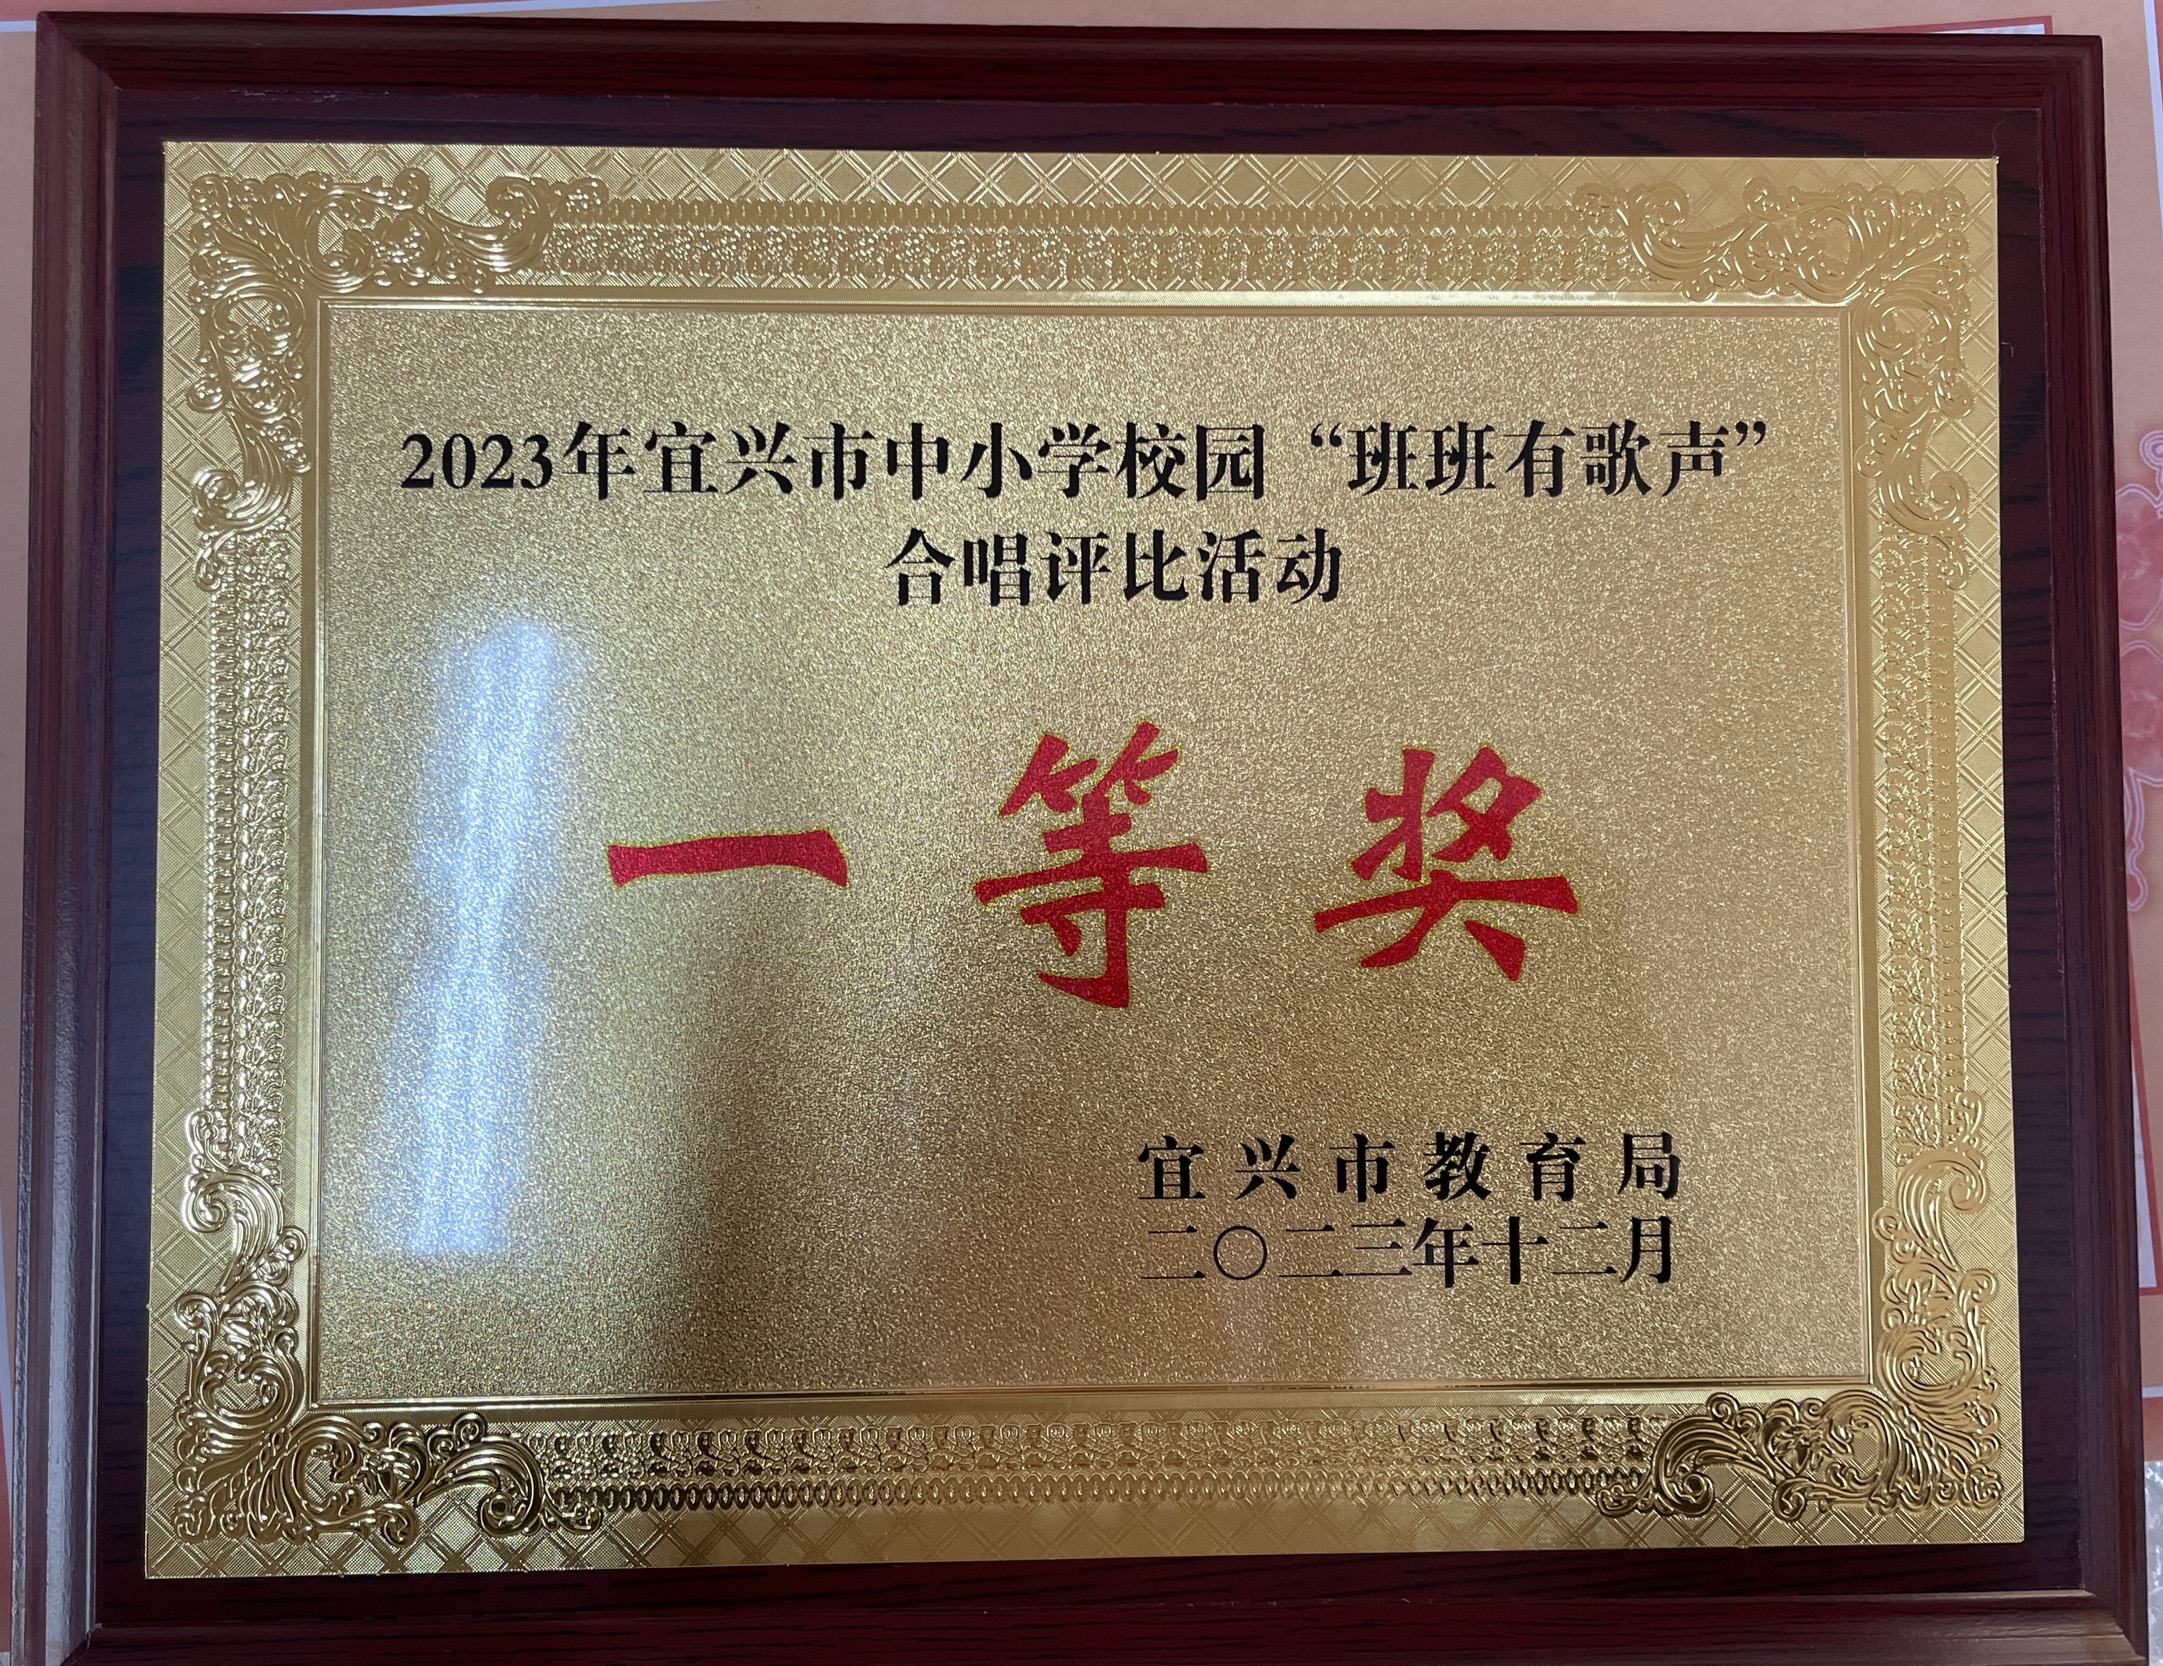 2023年宜兴市中小学校园“班班有歌声”
合唱评比活动
一等奖
宜兴市教育局
二〇二三年十二月